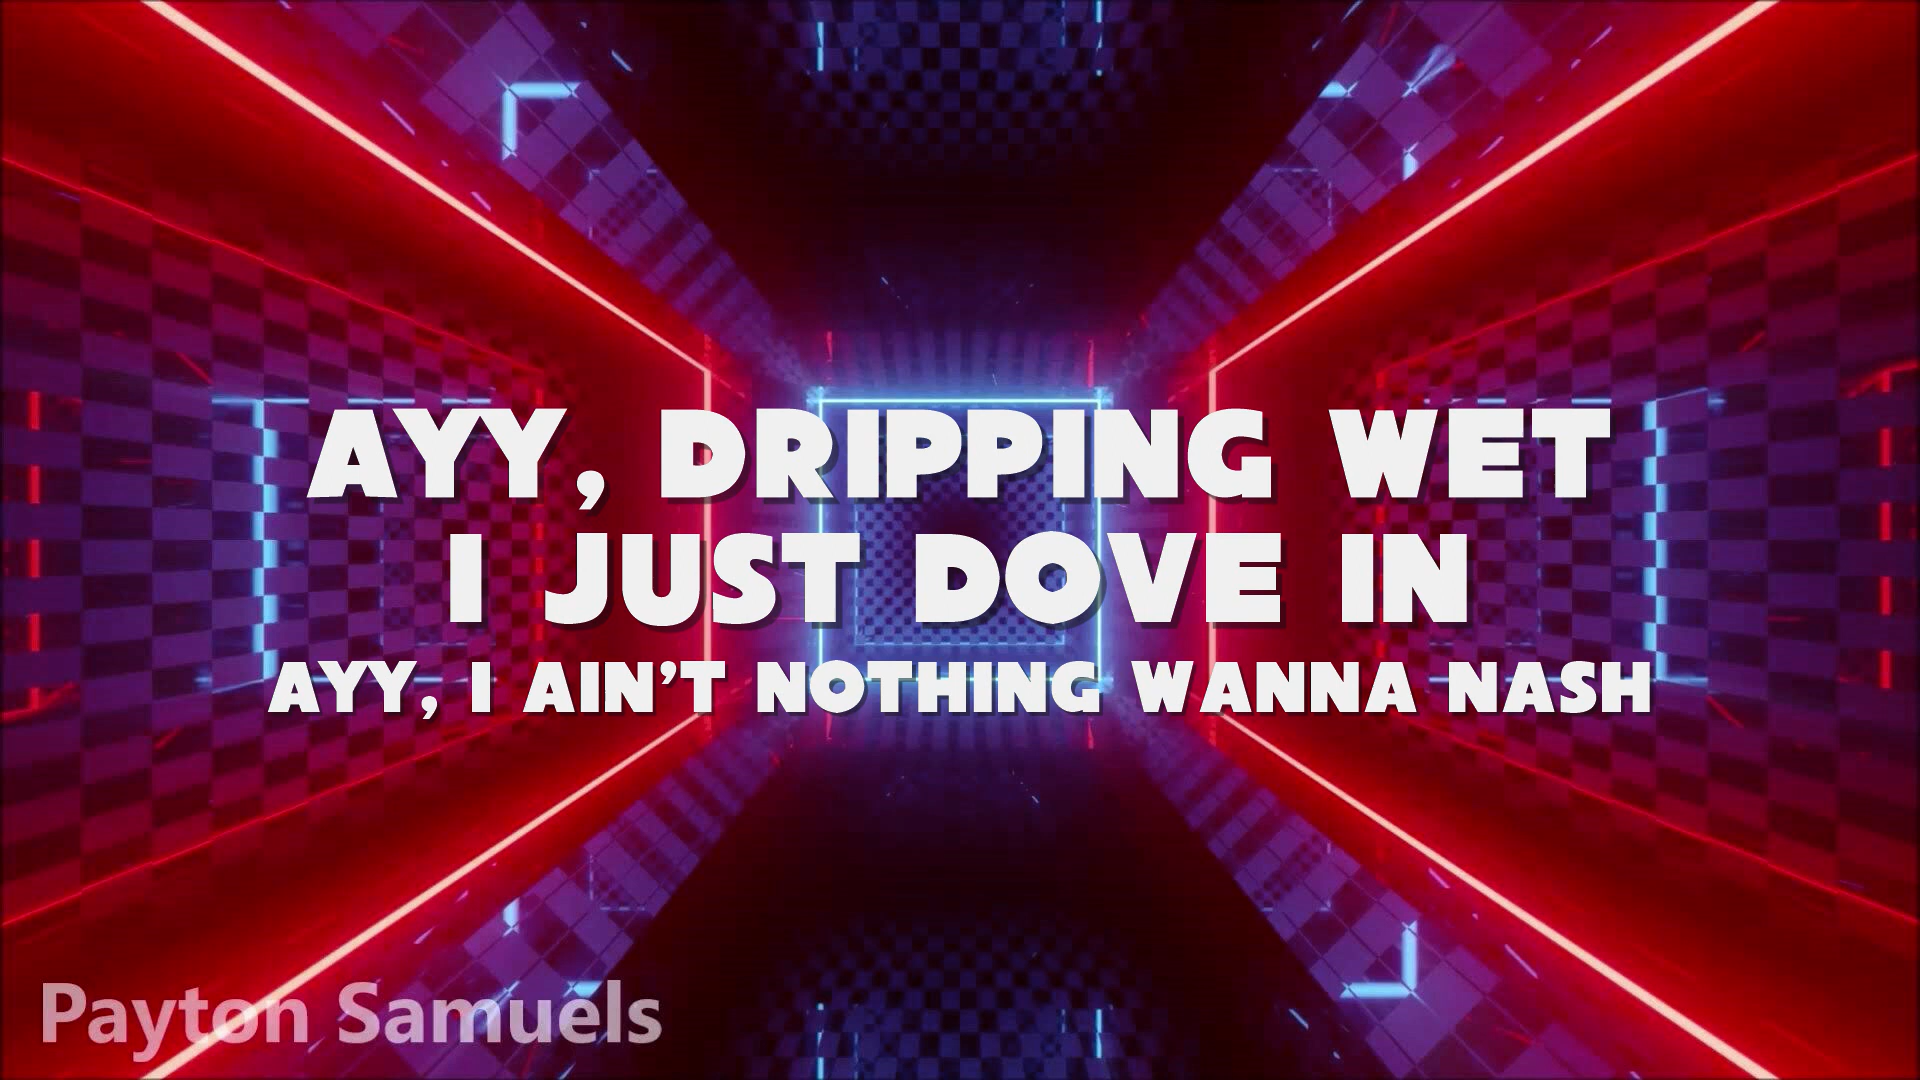 AYY, DRIPPING WET
I JUST DOVE IN
AYY, I AIN'T NOTHING WANNA NASH
Payton Samuels